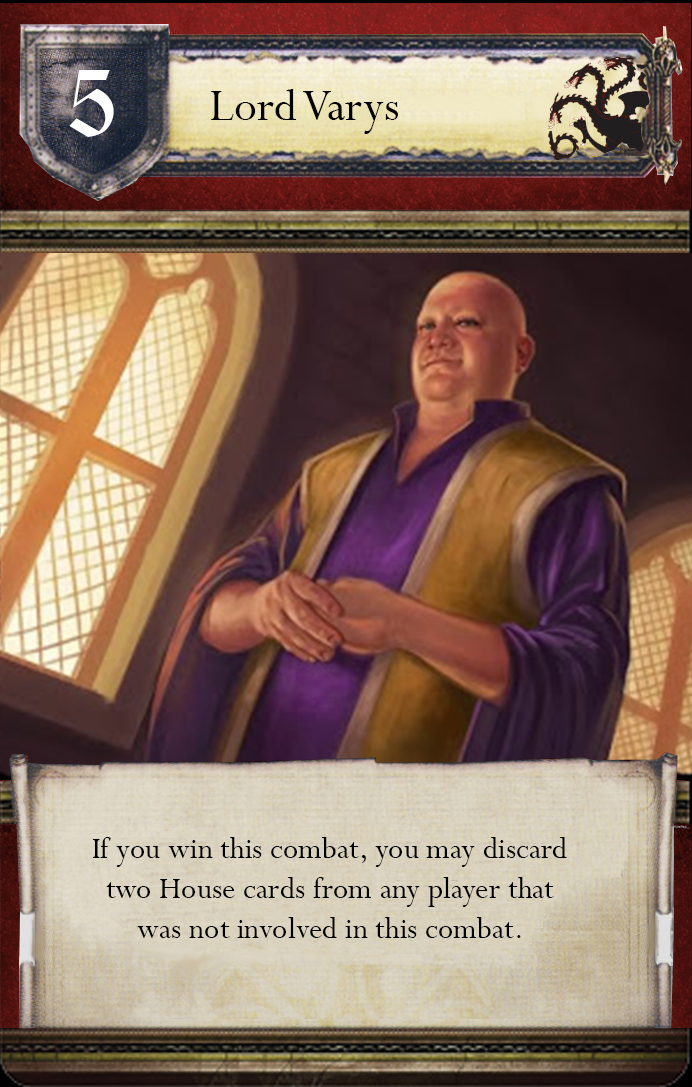 5
Lord Varys
If you win this combat, you may discard
two House cards from any player that
was not involved in this combat.